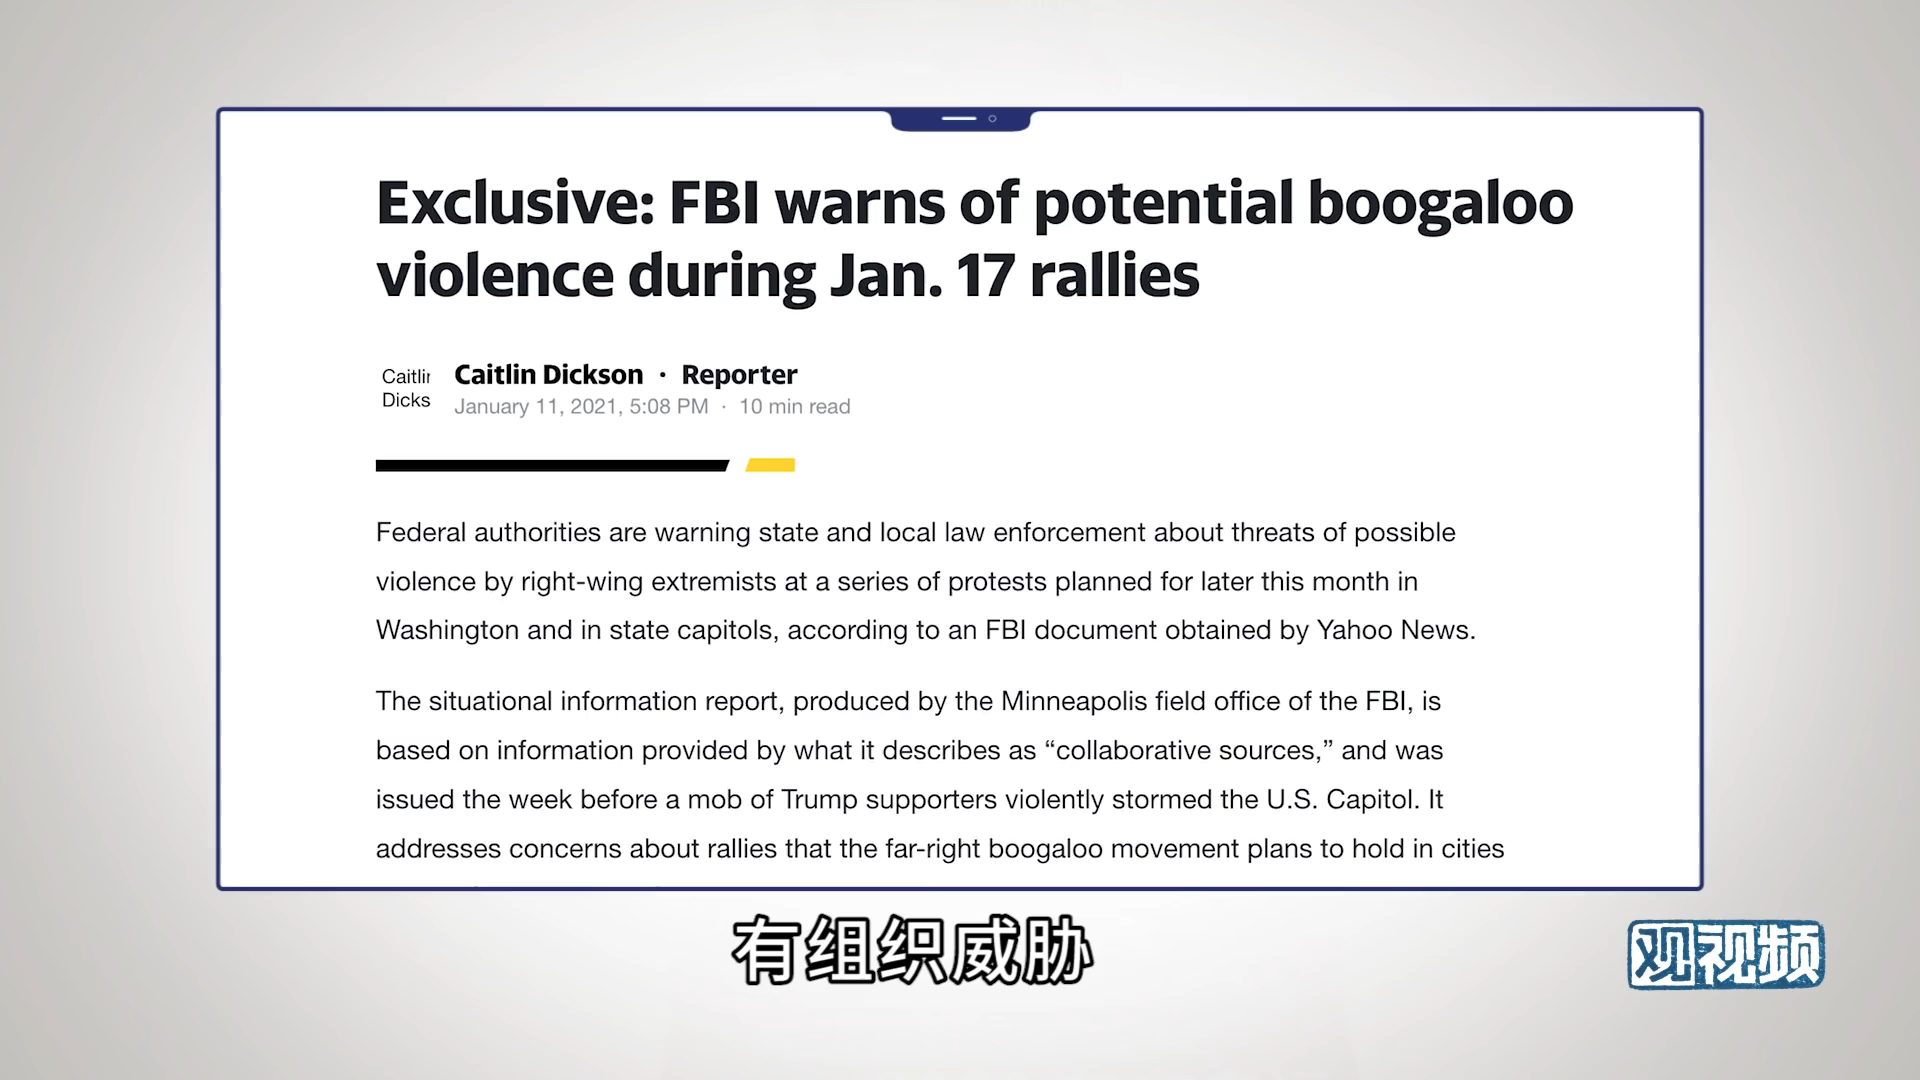 Exclusive: FBI warns of potential boogaloo
violence during Jan. 17 rallies
Caitlin
Dicks
Caitlin Dickson · Reporter
January 11, 2021, 5:08 PM · 10 min read
Federal authorities are warning state and local law enforcement about threats of possible
violence by right-wing extremists at a series of protests planned for later this month in
Washington and in state capitols, according to an FBI document obtained by Yahoo News.
The situational information report, produced by the Minneapolis field office of the FBI, is
based on information provided by what it describes as “collaborative sources,” and was
issued the week before a mob of Trump supporters violently stormed the U.S. Capitol. It
addresses concerns about rallies that the far-right boogaloo movement plans to hold in cities
有组织威胁
观视频